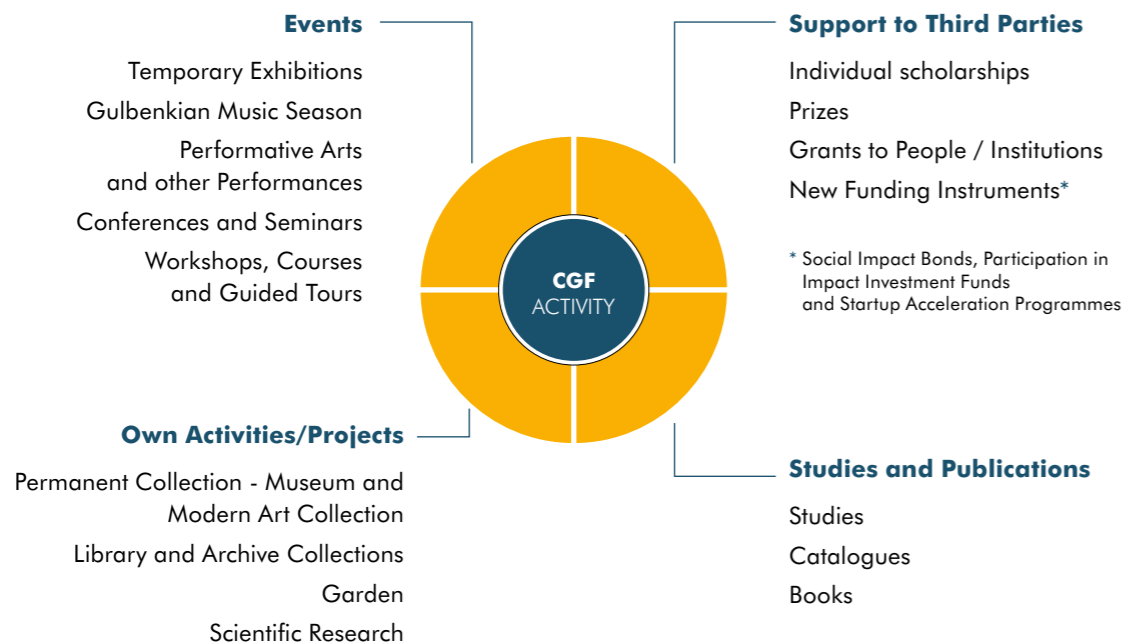 Events
Temporary Exhibitions
Gulbenkian Music Season
Performative Arts
and other Performances
Conferences and Seminars
Workshops, Courses
and Guided Tours
Support to Third Parties
Individual scholarships
Prizes
Grants to People / Institutions
New Funding Instruments*
* Social Impact Bonds, Participation in
Impact Investment Funds
and Startup Acceleration Programmes
CGF
ACTIVITY
Own Activities/Projects
Permanent Collection - Museum and
Modern Art Collection
Library and Archive Collections
Garden
Scientific Research
Studies and Publications
Studies
Catalogues
Books